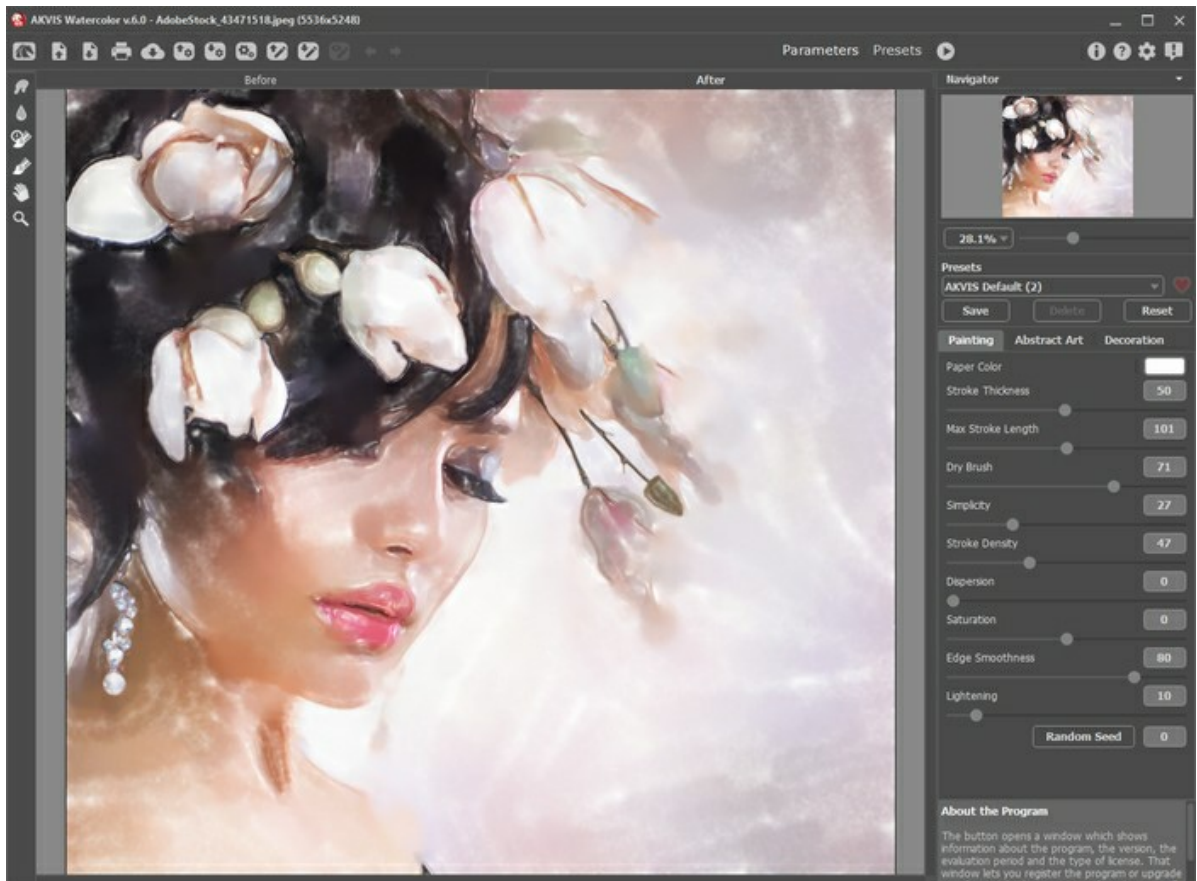 AKVIS Watercolor v.6.0 - AdobeStock_43471518.jpeg (5536x5248)
Parameters Presets
Before After
Navigator
28.1%
Presets
AKVIS Default (2)
Save Delete Reset
Painting Abstract Art Decoration
Paper Color
Stroke Thickness 50
Max Stroke Length 101
Dry Brush 71
Simplicity 27
Stroke Density 47
Dispersion 0
Saturation 0
Edge Smoothness 80
Lightening 10
Random Seed 0
About the Program
The button opens a window which shows
information about the program, the version, the
evaluation period and the type of license. That
window lets you register the program or upgrade